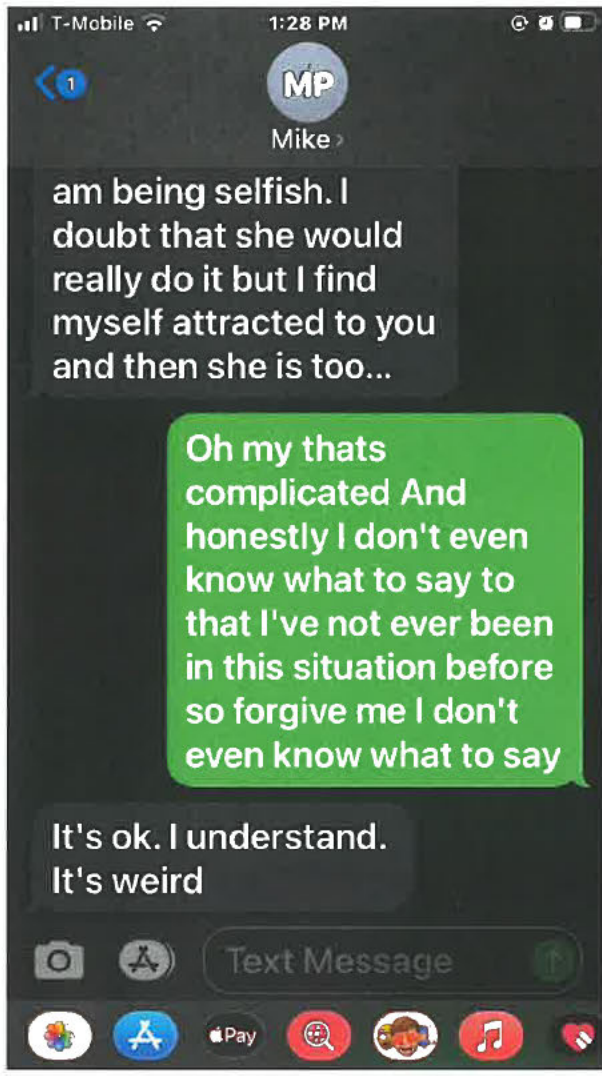 T-Mobile 1:28 PM
1
MP
Mike
am being selfish. I
doubt that she would
really do it but I find
myself attracted to you
and then she is too...
Oh my thats
complicated And
honestly I don't even
know what to say to
that I've not ever been
in this situation before
so forgive me I don't
even know what to say
It's ok. I understand.
It's weird
Text Message
Pay